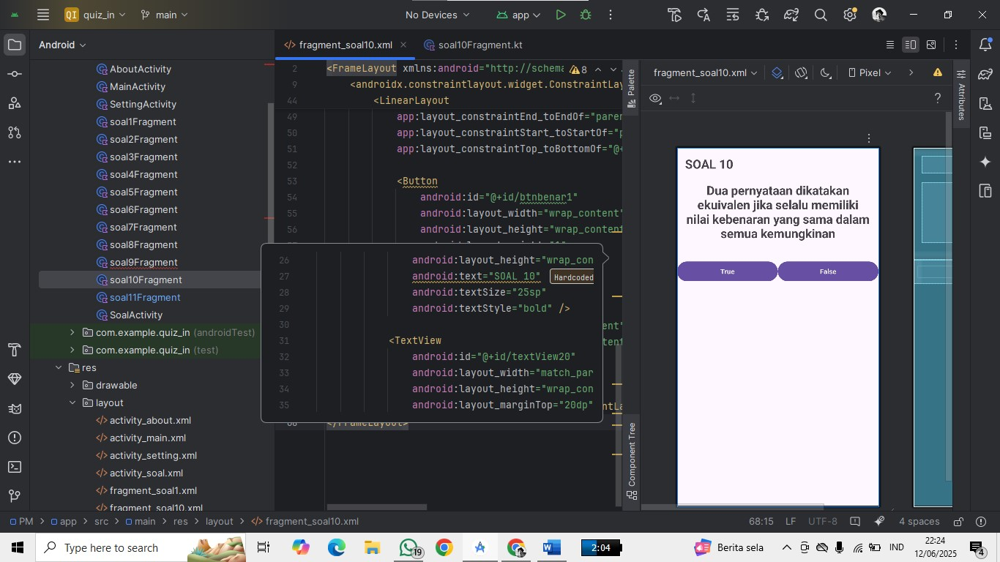 QI quiz_in main No Devices app
Android
fragment_soal10.xml soal10Fragment.kt
AboutActivity
MainActivity
SettingActivity
soal1Fragment
soal2Fragment
soal3Fragment
soal4Fragment
soal5Fragment
soal6Fragment
soal7Fragment
soal8Fragment
soal9Fragment
soal10Fragment
soal11Fragment
SoalActivity
com.example.quiz_in (androidTest)
com.example.quiz_in (test)
res
drawable
layout
activity_about.xml
activity_main.xml
activity_setting.xml
activity_soal.xml
fragment_soal1.xml
fragment_soal10.xml
2 <FrameLayout xmlns:android="http://schema 8
9 <androidx.constraintlayout.widget.ConstraintLay
44 <LinearLayout
49 app:layout_constraintEnd_toEndOf="paren
50 app:layout_constraintStart_toStartOf="p
51 app:layout_constraintTop_toBottomOf="@+
52
53 <Button
54 android:id="@+id/btnbenar1"
55 android:layout_width="wrap_content"
56 android:layout_height="wrap_content
26 android:layout_height="wrap_con
27 android:text="SOAL 10" Hardcoded
28 android:textSize="25sp"
29 android:textStyle="bold" />
30
31 <TextView
32 android:id="@+id/textView20"
33 android:layout_width="match_par
34 android:layout_height="wrap_con
35 android:layout_marginTop="20dp"
68 </FrameLayout>
Palette
Component Tree
fragment_soal10.xml Pixel
?
Attributes
SOAL 10
Dua pernyataan dikatakan
ekuivalen jika selalu memiliki
nilai kebenaran yang sama dalam
semua kemungkinan
True False
PM > app > src > main > res > layout > fragment_soal10.xml 68:15 LF UTF-8 4 spaces
Type here to search 19 W 2:04 Berita sela IND 22:24
12/06/2025 4